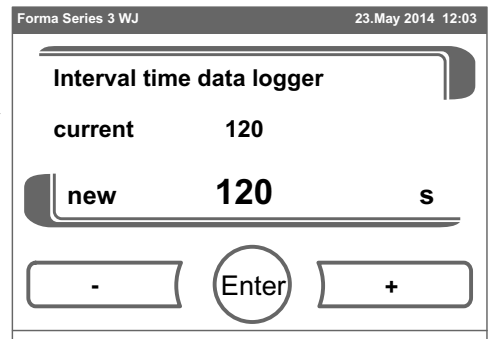 Forma Series 3 WJ 23.May 2014 12:03
Interval time data logger
current 120
new 120 s
- Enter +